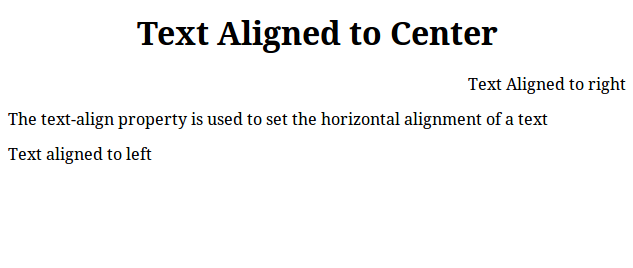 Text Aligned to Center
Text Aligned to right
The text-align property is used to set the horizontal alignment of a text
Text aligned to left